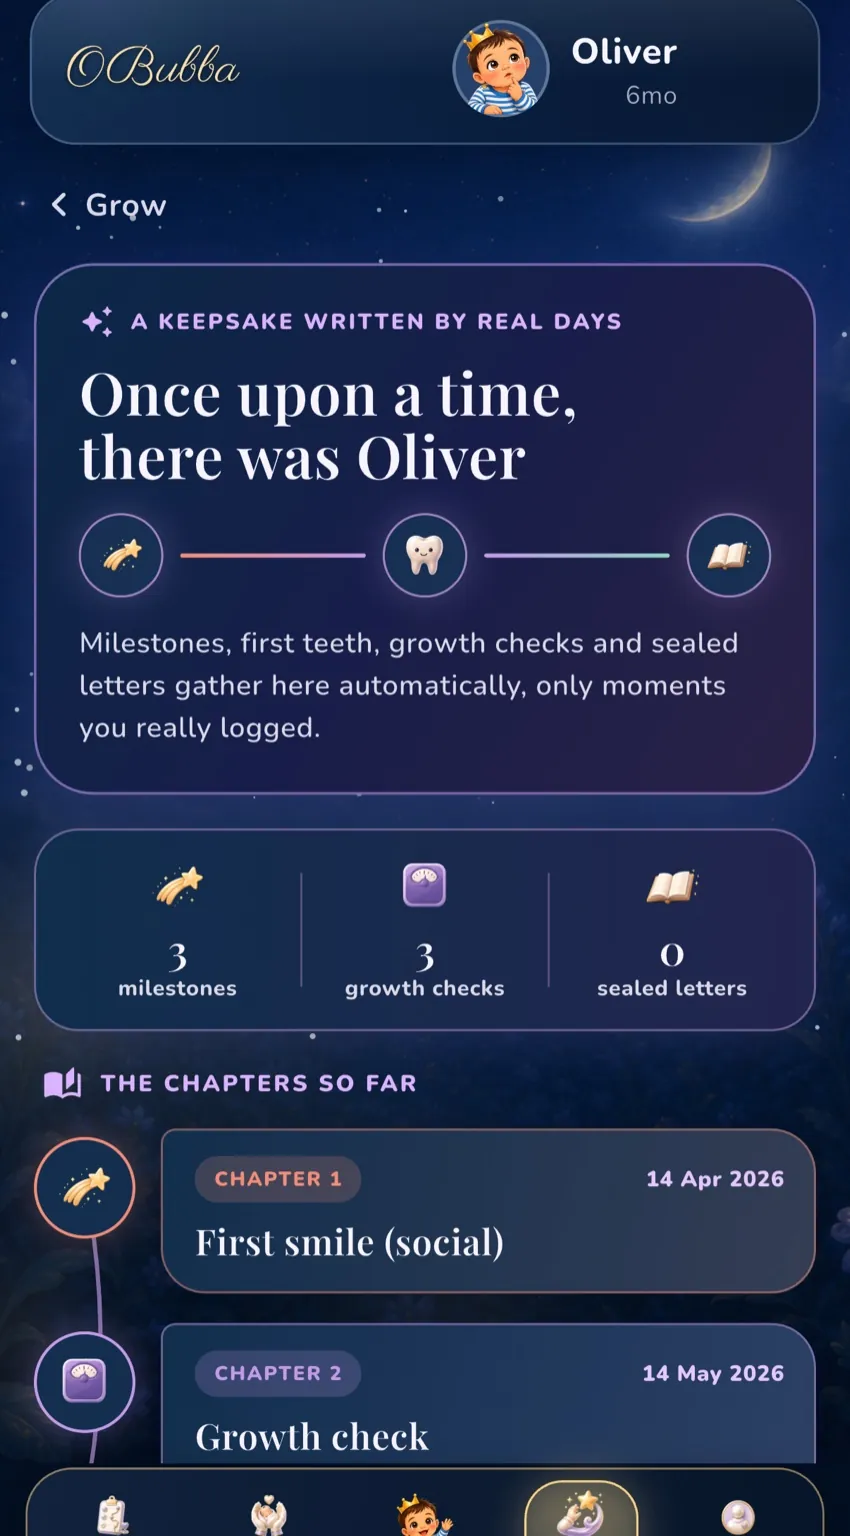 OBubba
Oliver
6mo
Grow
A KEEPSAKE WRITTEN BY REAL DAYS
Once upon a time,
there was Oliver
Milestones, first teeth, growth checks and sealed
letters gather here automatically, only moments
you really logged.
3
milestones
3
growth checks
0
sealed letters
THE CHAPTERS SO FAR
CHAPTER 1
14 Apr 2026
First smile (social)
CHAPTER 2
14 May 2026
Growth check